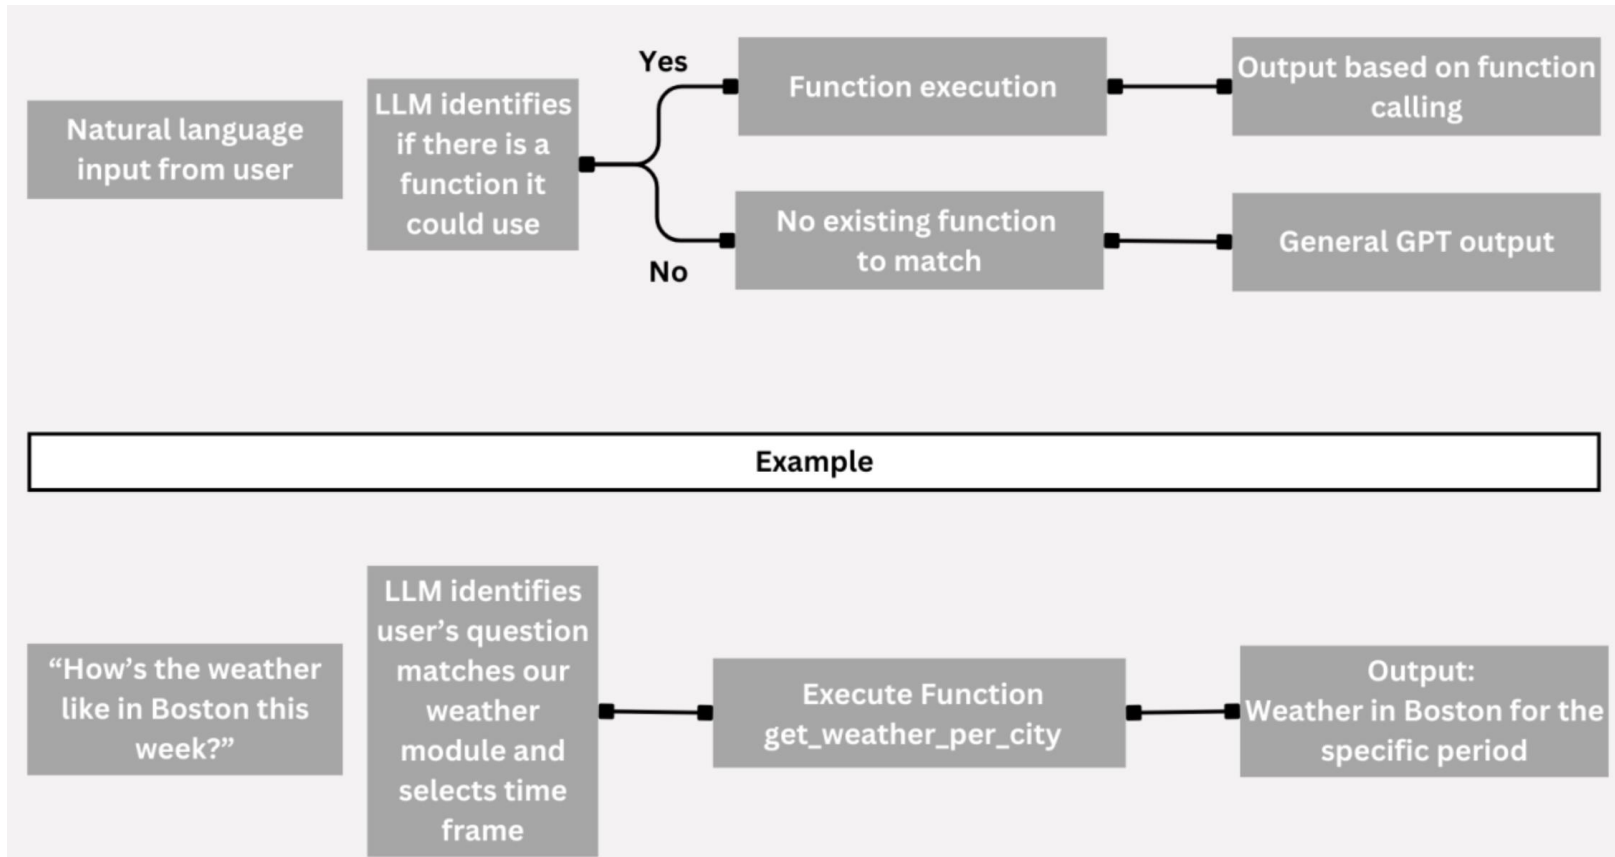 Natural language
input from user
LLM identifies
if there is a
function it
could use
Yes
No
Function execution
Output based on function
calling
No existing function
to match
General GPT output
Example
“How’s the weather
like in Boston this
week?”
LLM identifies
user’s question
matches our
weather
module and
selects time
frame
Execute Function
get_weather_per_city
Output:
Weather in Boston for the
specific period